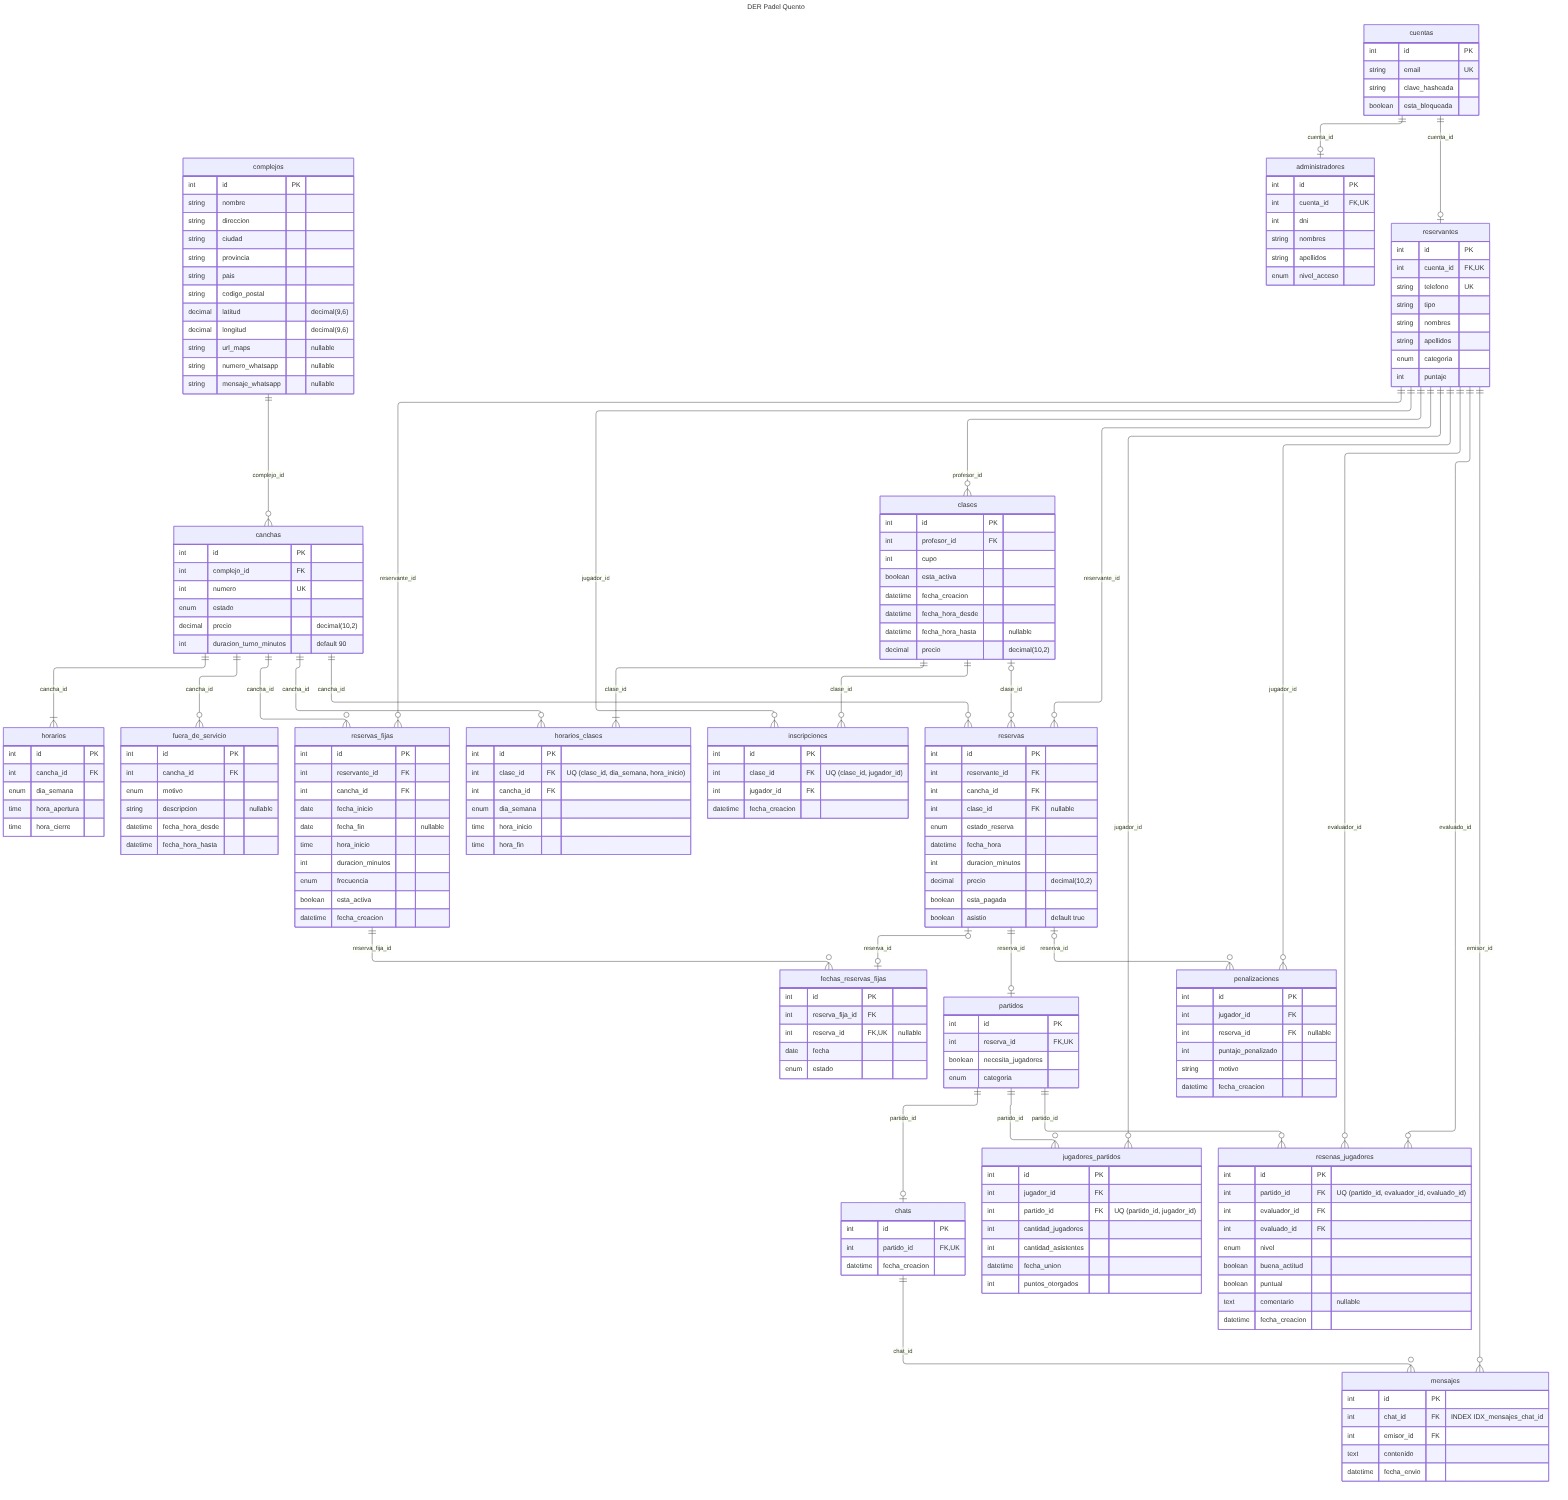 DER Padel Quento
cuentas
int id PK
string email UK
string clave_hasheada
boolean esta_bloqueada
cuenta_id
cuenta_id
complejos
int id PK
string nombre
string direccion
string ciudad
string provincia
string pais
string codigo_postal
decimal latitud decimal(9,6)
decimal longitud decimal(9,6)
string url_maps nullable
string numero_whatsapp nullable
string mensaje_whatsapp nullable
administradores
int id PK
int cuenta_id FK,UK
int dni
string nombres
string apellidos
enum nivel_acceso
reservantes
int id PK
int cuenta_id FK,UK
string telefono UK
string tipo
string nombres
string apellidos
enum categoria
int puntaje
complejo_id
profesor_id
canchas
int id PK
int complejo_id FK
int numero UK
enum estado
decimal precio decimal(10,2)
int duracion_turno_minutos default 90
reservante_id
jugador_id
clases
int id PK
int profesor_id FK
int cupo
boolean esta_activa
datetime fecha_creacion
datetime fecha_hora_desde
datetime fecha_hora_hasta nullable
decimal precio decimal(10,2)
reservante_id
jugador_id
cancha_id
cancha_id
cancha_id
cancha_id
cancha_id
clase_id
clase_id
clase_id
horarios
int id PK
int cancha_id FK
enum dia_semana
time hora_apertura
time hora_cierre
fuera_de_servicio
int id PK
int cancha_id FK
enum motivo
string descripcion nullable
datetime fecha_hora_desde
datetime fecha_hora_hasta
reservas_fijas
int id PK
int reservante_id FK
int cancha_id FK
date fecha_inicio
date fecha_fin nullable
time hora_inicio
int duracion_minutos
enum frecuencia
boolean esta_activa
datetime fecha_creacion
horarios_clases
int id PK
int clase_id FK UQ (clase_id, dia_semana, hora_inicio)
int cancha_id FK
enum dia_semana
time hora_inicio
time hora_fin
inscripciones
int id PK
int clase_id FK UQ (clase_id, jugador_id)
int jugador_id FK
datetime fecha_creacion
reservas
int id PK
int reservante_id FK
int cancha_id FK
int clase_id FK nullable
enum estado_reserva
datetime fecha_hora
int duracion_minutos
decimal precio decimal(10,2)
boolean esta_pagada
boolean asistio default true
jugador_id
evaluador_id
evaluado_id
reserva_fija_id
reserva_id
reserva_id
reserva_id
emisor_id
fechas_reservas_fijas
int id PK
int reserva_fija_id FK
int reserva_id FK,UK nullable
date fecha
enum estado
partidos
int id PK
int reserva_id FK,UK
boolean necesita_jugadores
enum categoria
penalizaciones
int id PK
int jugador_id FK
int reserva_id FK nullable
int puntaje_penalizado
string motivo
datetime fecha_creacion
partido_id
partido_id
partido_id
chats
int id PK
int partido_id FK,UK
datetime fecha_creacion
jugadores_partidos
int id PK
int jugador_id FK
int partido_id FK UQ (partido_id, jugador_id)
int cantidad_jugadores
int cantidad_asistentes
datetime fecha_union
int puntos_otorgados
resenas_jugadores
int id PK
int partido_id FK UQ (partido_id, evaluador_id, evaluado_id)
int evaluador_id FK
int evaluado_id FK
enum nivel
boolean buena_actitud
boolean puntual
text comentario nullable
datetime fecha_creacion
chat_id
mensajes
int id PK
int chat_id FK INDEX IDX_mensajes_chat_id
int emisor_id FK
text contenido
datetime fecha_envio